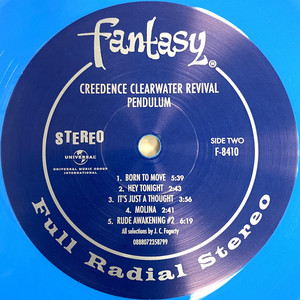 fantasy®
CREEDENCE CLEARWATER REVIVAL
PENDULUM
STEREO
SIDE TWO
F-8410
UNIVERSAL
UNIVERSAL MUSIC GROUP
INTERNATIONAL
1. BORN TO MOVE 5:39
2. HEY TONIGHT 2:43
3. IT'S JUST A THOUGHT 3:56
4. MOLINA 2:41
5. RUDE AWAKENING #2 6:19
All selections by J. C. Fogerty
0888072358799
Full Radial Stereo